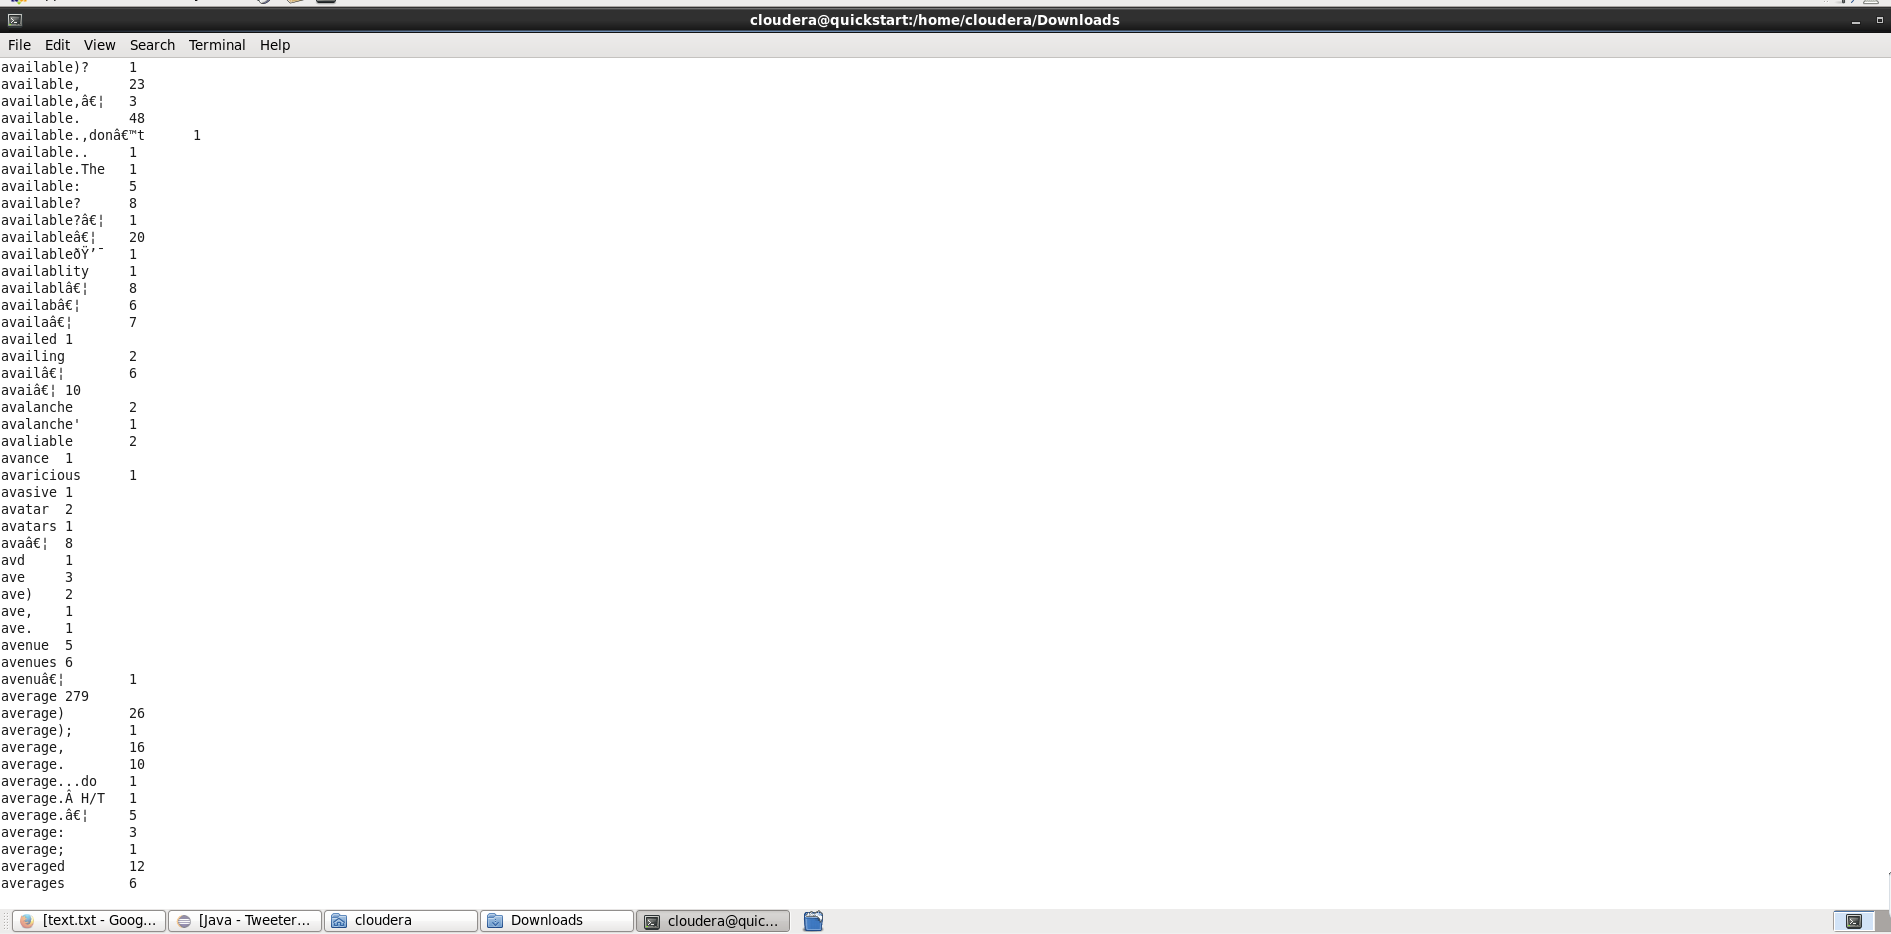 cloudera@quickstart:/home/cloudera/Downloads
File Edit View Search Terminal Help
available)? 1
available, 23
available,â€¦ 3
available. 48
available.,donâ€™t 1
available.. 1
available.The 1
available: 5
available? 8
available?â€¦ 1
availableâ€¦ 20
availableðŸ’¯ 1
availablity 1
availablâ€¦ 8
availabâ€¦ 6
availaâ€¦ 7
availed 1
availing 2
availâ€¦ 6
avaiâ€¦ 10
avalanche 2
avalanche' 1
avaliable 2
avance 1
avaricious 1
avasive 1
avatar 2
avatars 1
avaâ€¦ 8
avd 1
ave 3
ave) 2
ave, 1
ave. 1
avenue 5
avenues 6
avenuâ€¦ 1
average 279
average) 26
average); 1
average, 16
average. 10
average...do 1
average.Â H/T 1
average.â€¦ 5
average: 3
average; 1
averaged 12
averages 6
[text.txt - Goog... [Java - Tweeter... cloudera Downloads cloudera@quic...